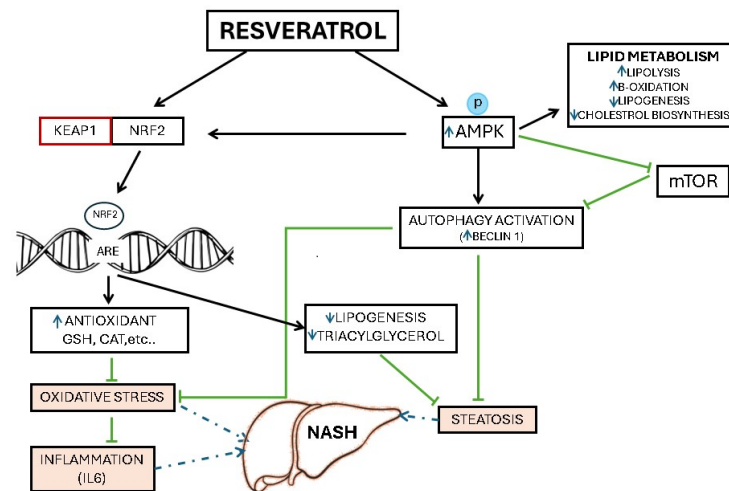 RESVERATROL
LIPID METABOLISM
↑LIPOLYSIS
↑B-OXIDATION
↓LIPOGENESIS
↓CHOLESTROL BIOSYNTHESIS
p
KEAP1 NRF2
↑AMPK
mTOR
NRF2
AUTOPHAGY ACTIVATION
(↑BECLIN 1)
ARE
↑ANTIOXIDANT
GSH, CAT,etc..
↓LIPOGENESIS
↓TRIACYLGLYCEROL
OXIDATIVE STRESS
STEATOSIS
NASH
INFLAMMATION
(IL6)